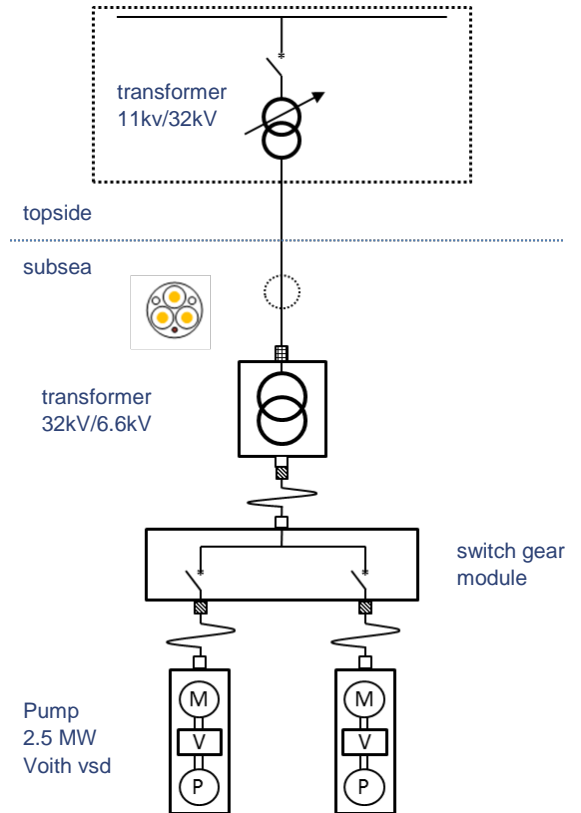 transformer
11kv/32kV
topside
subsea
transformer
32kV/6.6kV
switch gear
module
M
M
V
V
P
P
Pump
2.5 MW
Voith vsd